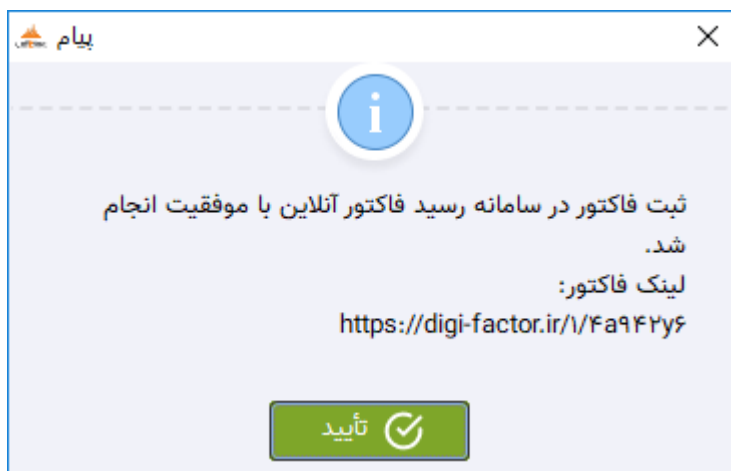 پیام
ثبت فاکتور در سامانه رسید فاکتور آنلاین با موفقیت انجام
شد.
لینک فاکتور:
https://digi-factor.ir/۱/۴a۹۴۲y۶
تأیید